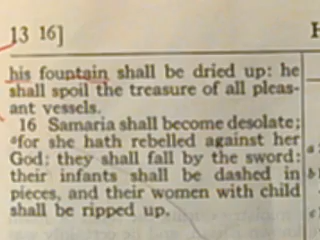 13 16]
H
his fountain shall be dried up: he
shall spoil the treasure of all pleas-
ant vessels.
16 Samaria shall become desolate;
ᵃfor she hath rebelled against her
God: they shall fall by the sword:
their infants shall be dashed in
pieces, and their women with child
shall be ripped up.